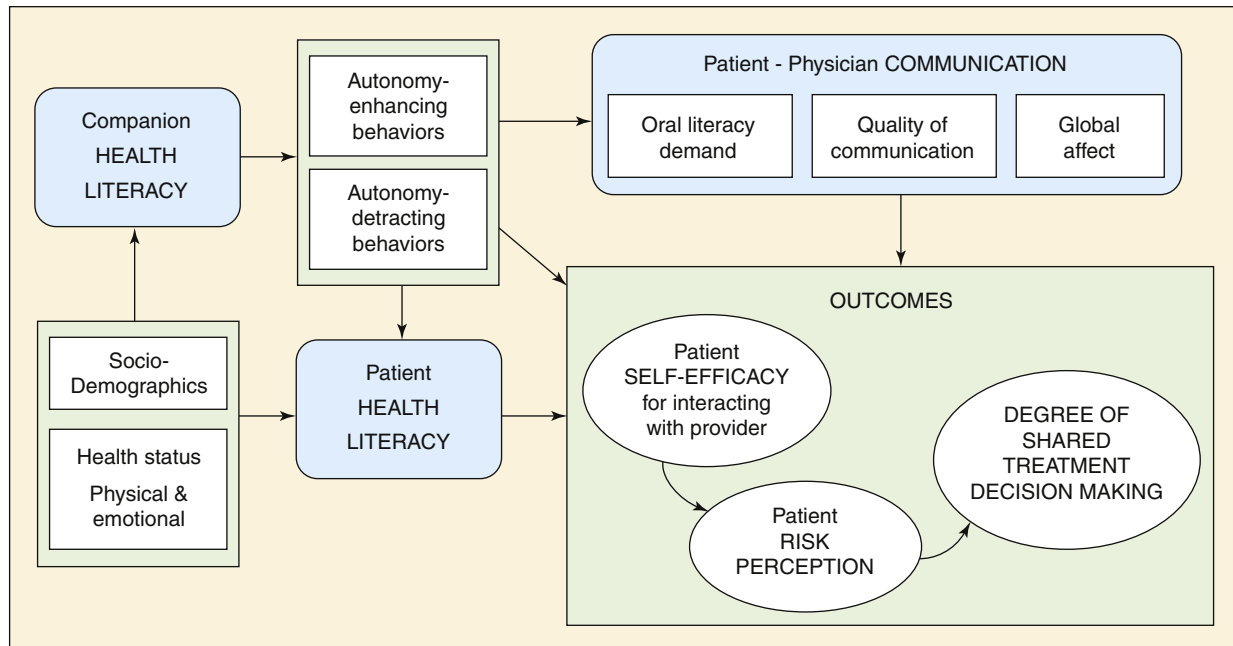 Companion
HEALTH
LITERACY
Autonomy-
enhancing
behaviors
Autonomy-
detracting
behaviors
Patient - Physician COMMUNICATION
Oral literacy
demand
Quality of
communication
Global
affect
Socio-
Demographics
Health status
Physical &
emotional
Patient
HEALTH
LITERACY
OUTCOMES
Patient
SELF-EFFICACY
for interacting
with provider
Patient
RISK
PERCEPTION
DEGREE OF
SHARED
TREATMENT
DECISION MAKING